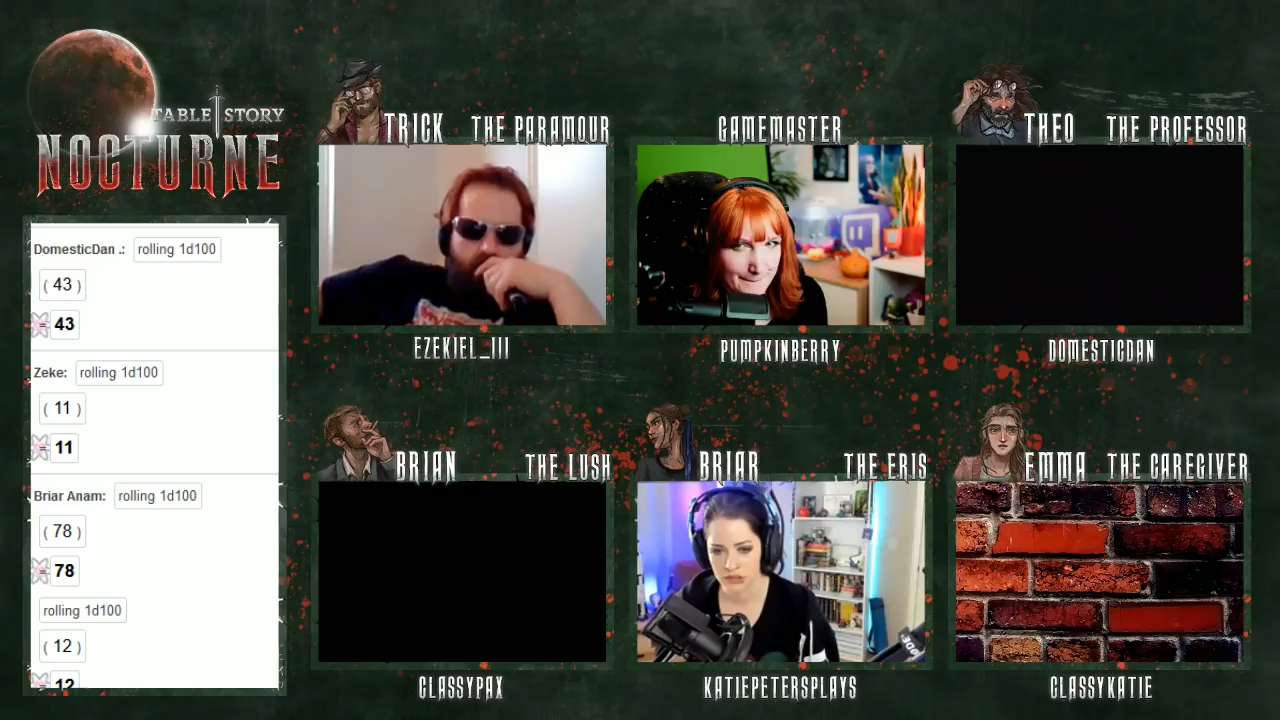 TABLE STORY
NOCTURNE
DomesticDan .: rolling 1d100
( 43 )
= 43
Zeke: rolling 1d100
( 11 )
= 11
Briar Anam: rolling 1d100
( 78 )
= 78
rolling 1d100
( 12 )
= 12
TRICK THE PARAMOUR
EZEKIEL_III
GAMEMASTER
PUMPKINBERRY
THEO THE PROFESSOR
DOMESTICDAN
BRIAN THE LUSH
CLASSYPAX
BRIAR THE ERIS
KATIEPETERSPLAYS
EMMA THE CAREGIVER
CLASSYKATIE